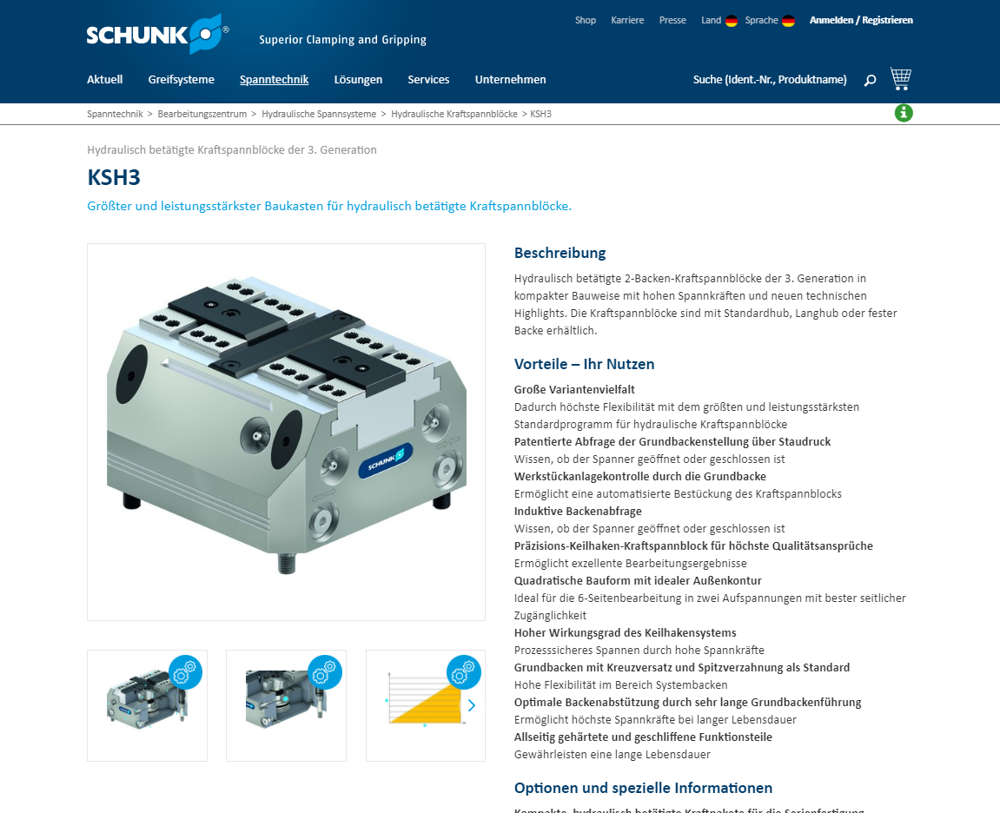 SCHUNK®
Superior Clamping and Gripping
Shop Karriere Presse Land Sprache Anmelden / Registrieren
Aktuell Greifsysteme Spanntechnik Lösungen Services Unternehmen Suche (Ident.-Nr., Produktname)
Spanntechnik > Bearbeitungszentrum > Hydraulische Spannsysteme > Hydraulische Kraftspannblöcke > KSH3
Hydraulisch betätigte Kraftspannblöcke der 3. Generation
KSH3
Größter und leistungsstärkster Baukasten für hydraulisch betätigte Kraftspannblöcke.
SCHUNK
Beschreibung
Hydraulisch betätigte 2-Backen-Kraftspannblöcke der 3. Generation in
kompakter Bauweise mit hohen Spannkräften und neuen technischen
Highlights. Die Kraftspannblöcke sind mit Standardhub, Langhub oder fester
Backe erhältlich.
Vorteile – Ihr Nutzen
Große Variantenvielfalt
Dadurch höchste Flexibilität mit dem größten und leistungsstärksten
Standardprogramm für hydraulische Kraftspannblöcke
Patentierte Abfrage der Grundbackenstellung über Staudruck
Wissen, ob der Spanner geöffnet oder geschlossen ist
Werkstückanlagekontrolle durch die Grundbacke
Ermöglicht eine automatisierte Bestückung des Kraftspannblocks
Induktive Backenabfrage
Wissen, ob der Spanner geöffnet oder geschlossen ist
Präzisions-Keilhaken-Kraftspannblock für höchste Qualitätsansprüche
Ermöglicht exzellente Bearbeitungsergebnisse
Quadratische Bauform mit idealer Außenkontur
Ideal für die 6-Seitenbearbeitung in zwei Aufspannungen mit bester seitlicher
Zugänglichkeit
Hoher Wirkungsgrad des Keilhakensystems
Prozesssicheres Spannen durch hohe Spannkräfte
Grundbacken mit Kreuzversatz und Spitzverzahnung als Standard
Hohe Flexibilität im Bereich Systembacken
Optimale Backenabstützung durch sehr lange Grundbackenführung
Ermöglicht höchste Spannkräfte bei langer Lebensdauer
Allseitig gehärtete und geschliffene Funktionsteile
Gewährleisten eine lange Lebensdauer
Optionen und spezielle Informationen
Kompakte, hydraulisch betätigte Kraftpakete für die Serienfertigung